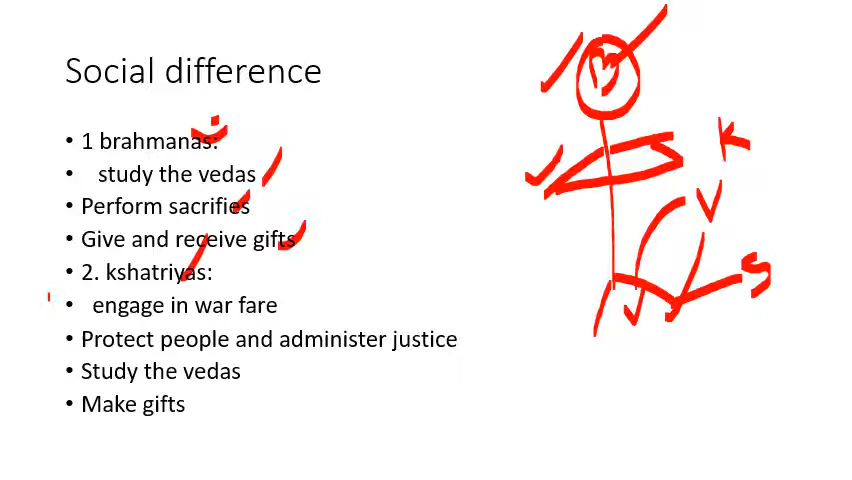 Social difference
• 1 brahmanas:
• study the vedas
• Perform sacrifies
• Give and receive gifts
• 2. kshatriyas:
• engage in war fare
• Protect people and administer justice
• Study the vedas
• Make gifts
B
K
V
S